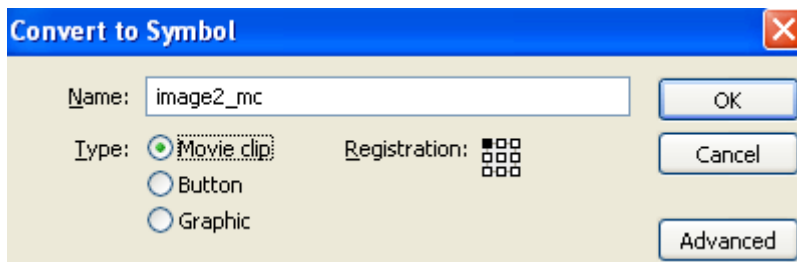 Convert to Symbol
Name: image2_mc OK
Type: Movie clip Registration: Cancel
Button
Graphic
Advanced